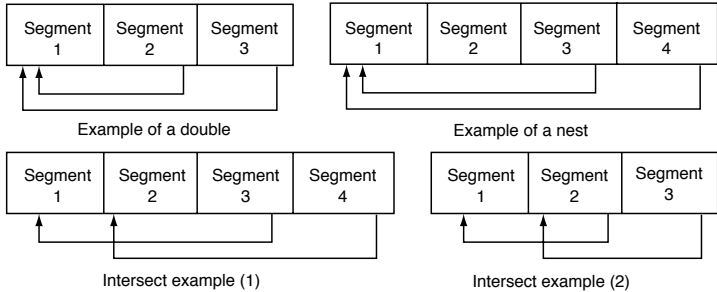 Segment 1
Segment 2
Segment 3
Example of a double
Segment 1
Segment 2
Segment 3
Segment 4
Example of a nest
Segment 1
Segment 2
Segment 3
Segment 4
Intersect example (1)
Segment 1
Segment 2
Segment 3
Intersect example (2)